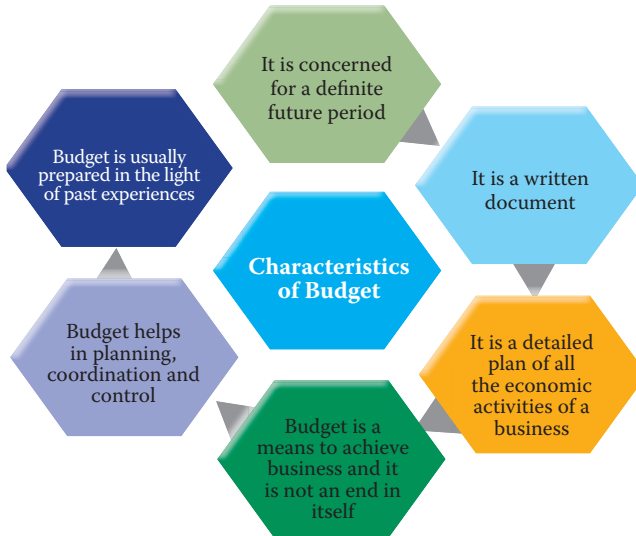 It is concerned
for a definite
future period
It is a written
document
It is a detailed
plan of all
the economic
activities of a
business
Budget is a
means to achieve
business and it
is not an end in
itself
Budget helps
in planning,
coordination and
control
Budget is usually
prepared in the light
of past experiences
Characteristics
of Budget